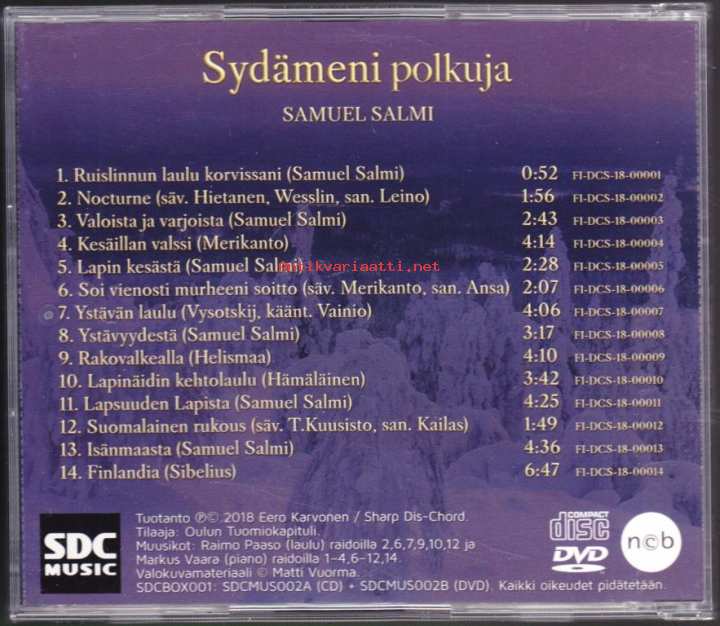 Sydämeni polkuja
SAMUEL SALMI
1. Ruislinnun laulu korvissani (Samuel Salmi) 0:52 FI-DCS-18-00001
2. Nocturne (säv. Hietanen, Wesslin, san. Leino) 1:56 FI-DCS-18-00002
3. Valoista ja varjoista (Samuel Salmi) 2:43 FI-DCS-18-00003
4. Kesäillan valssi (Merikanto) 4:14 FI-DCS-18-00004
5. Lapin kesästä (Samuel Salmi) 2:28 FI-DCS-18-00005
Antikvariaatti.net
6. Soi vienosti murheeni soitto (säv. Merikanto, san. Ansa) 2:07 FI-DCS-18-00006
7. Ystävän laulu (Vysotskij, käänt. Vainio) 4:06 FI-DCS-18-00007
8. Ystävyydestä (Samuel Salmi) 3:17 FI-DCS-18-00008
9. Rakovalkealla (Helismaa) 4:10 FI-DCS-18-00009
10. Lapinäidin kehtolaulu (Hämäläinen) 3:42 FI-DCS-18-00010
11. Lapsuuden Lapista (Samuel Salmi) 4:25 FI-DCS-18-00011
12. Suomalainen rukous (säv. T.Kuusisto, san. Kailas) 1:49 FI-DCS-18-00012
13. Isänmaasta (Samuel Salmi) 4:36 FI-DCS-18-00013
14. Finlandia (Sibelius) 6:47 FI-DCS-18-00014
SDC
MUSIC
Tuotanto ℗©2018 Eero Karvonen / Sharp Dis-Chord.
Tilaaja: Oulun Tuomiokapituli.
Muusikot: Raimo Paaso (laulu) raidoilla 2,6,7,9,10,12 ja
Markus Vaara (piano) raidoilla 1-4,6-12,14.
Valokuvamateriaali © Matti Vuorma.
SDCBOX001: SDCMUS002A (CD) + SDCMUS002B (DVD). Kaikki oikeudet pidätetään.
COMPACT
disc
DVD
n©b